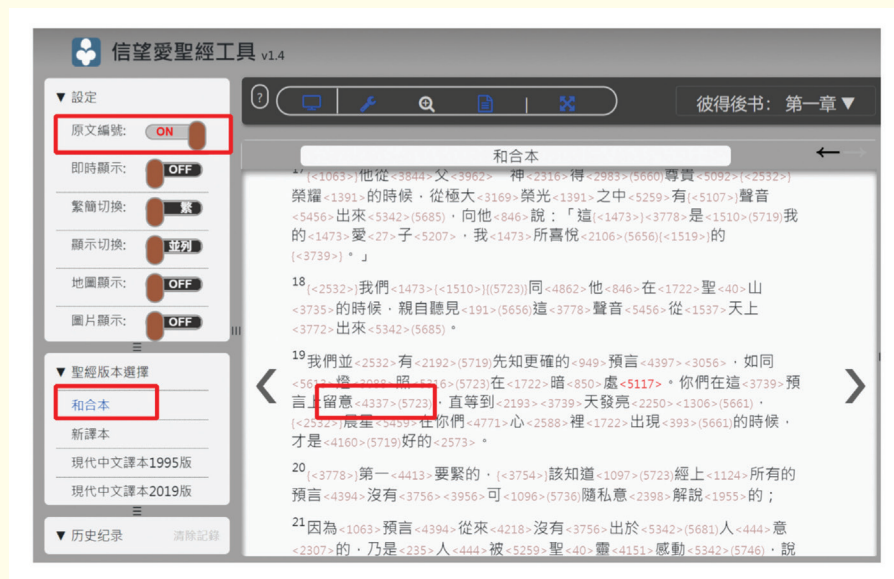 信望愛聖經工具 v1.4
▼ 設定
原文編號: ON
即時顯示: OFF
繁簡切換: 繁
顯示切換: 並列
地圖顯示: OFF
圖片顯示: OFF
▼ 聖經版本選擇
和合本
新譯本
現代中文譯本1995版
現代中文譯本2019版
▼ 历史纪录 清除記錄
? 彼得後书: 第一章 ▼
和合本 ← →
17{<1063>}他從<3844>父<3962>　神<2316>得<2983>(5660)尊貴<5092>{<2532>}
榮耀<1391>的時候．從極大<3169>榮光<1391>之中<5259>有{<5107>}聲音
<5456>出來<5342>(5685)．向他<846>說：「這{<1473>}<3778>是<1510>(5719)我
的<1473>愛<27>子<5207>．我<1473>所喜悅<2106>(5656){<1519>}的
{<3739>}。」
18{<2532>}我們<1473>{<1510>}{(5723)}同<4862>他<846>在<1722>聖<40>山
<3735>的時候．親自聽見<191>(5656)這<3778>聲音<5456>從<1537>天上
<3772>出來<5342>(5685)。
19我們並<2532>有<2192>(5719)先知更確的<949>預言<4397><3056>．如同
<5613>燈<3088>照<5316>(5723)在<1722>暗<850>處<5117>。你們在這<3739>預
言上留意<4337>(5723)．直等到<2193><3739>天發亮<2250><1306>(5661)．
{<2532>}晨星<5459>在你們<4771>心<2588>裡<1722>出現<393>(5661)的時候．
才是<4160>(5719)好的<2573>。
20{<3778>}第一<4413>要緊的．{<3754>}該知道<1097>(5723)經上<1124>所有的
預言<4394>沒有<3756><3956>可<1096>(5736)隨私意<2398>解說<1955>的；
21因為<1063>預言<4394>從來<4218>沒有<3756>出於<5342>(5681)人<444>意
<2307>的．乃是<235>人<444>被<5259>聖<40>靈<4151>感動<5342>(5746)．說